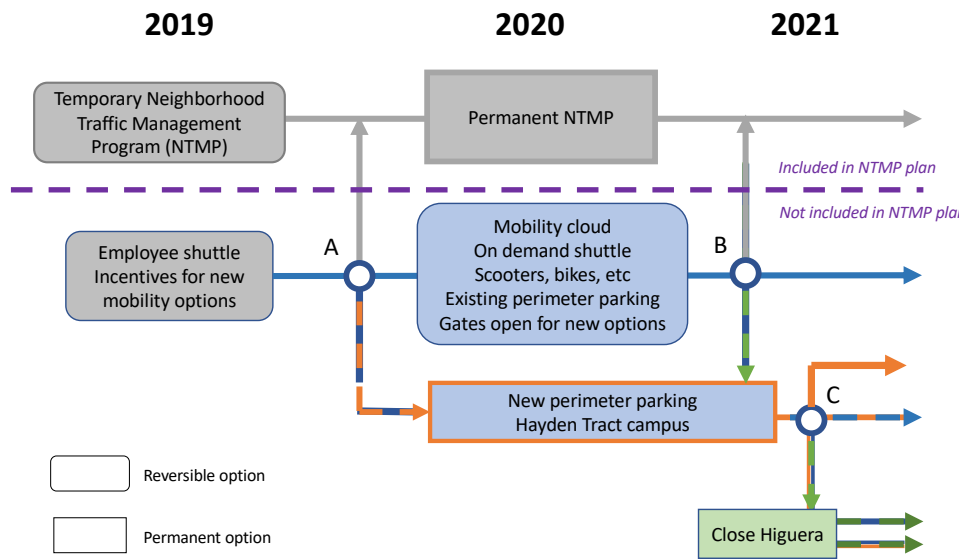 2019
2020
2021
Temporary Neighborhood
Traffic Management
Program (NTMP)
Permanent NTMP
Included in NTMP plan
Not included in NTMP plan
A
B
Employee shuttle
Incentives for new
mobility options
Mobility cloud
On demand shuttle
Scooters, bikes, etc
Existing perimeter parking
Gates open for new options
New perimeter parking
Hayden Tract campus
C
Reversible option
Permanent option
Close Higuera